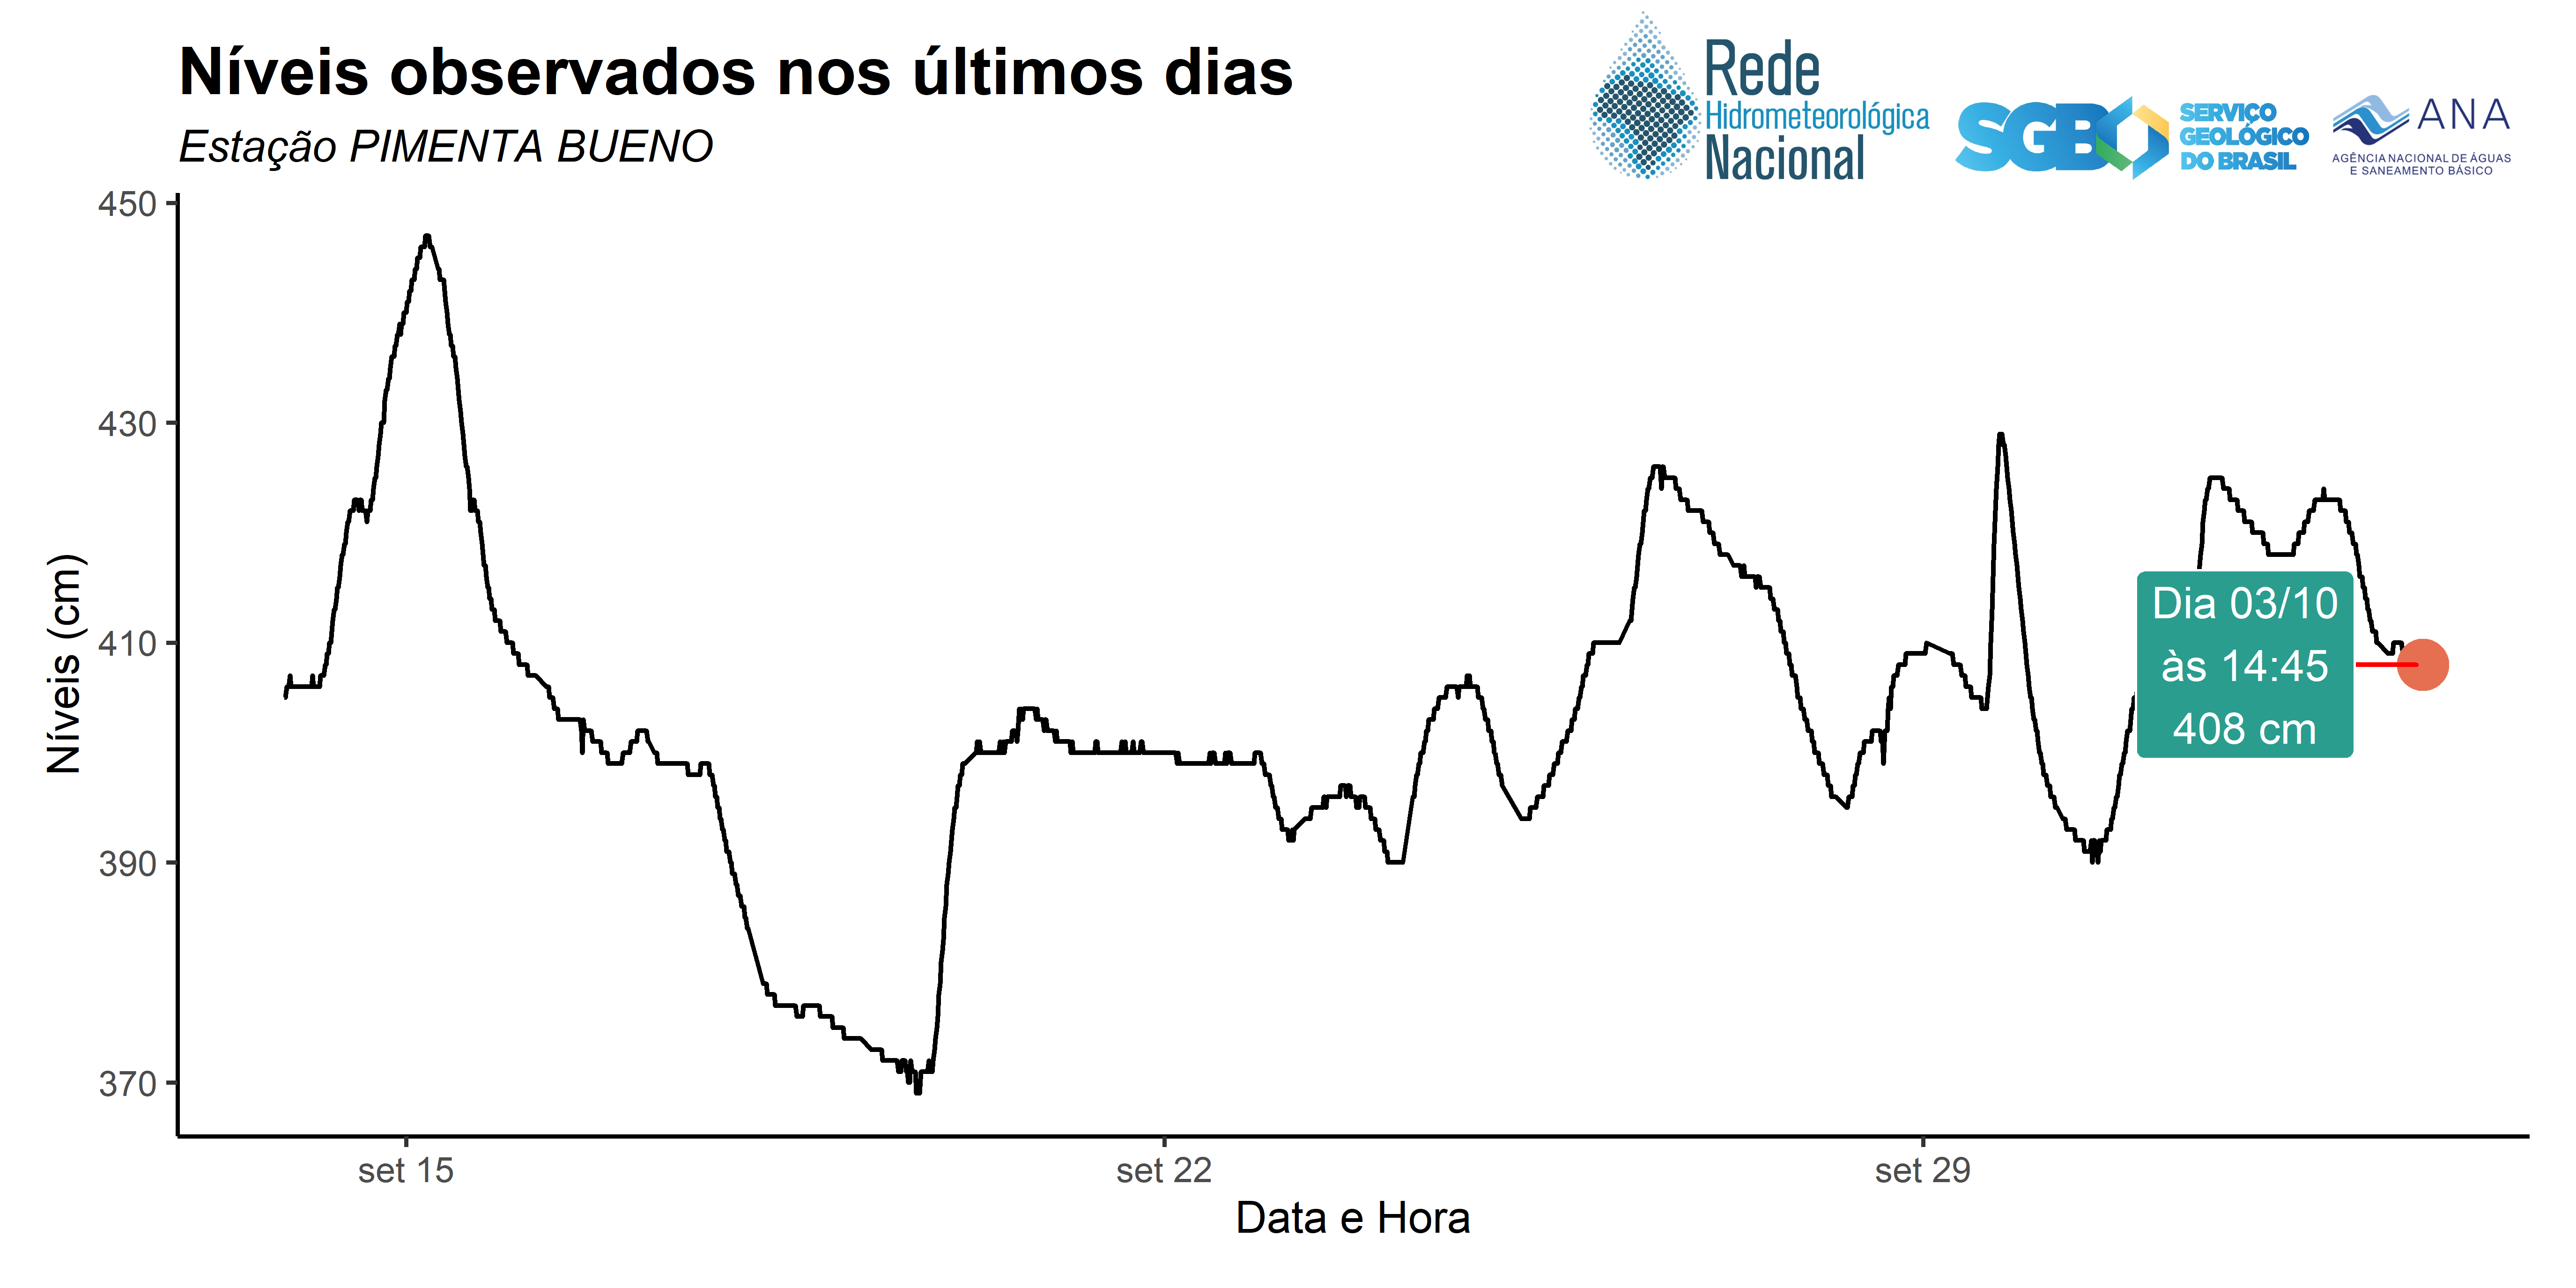 Níveis observados nos últimos dias
Estação PIMENTA BUENO
Rede
Hidrometeorológica
Nacional
SGB
SERVIÇO
GEOLÓGICO
DO BRASIL
ANA
AGÊNCIA NACIONAL DE ÁGUAS
E SANEAMENTO BÁSICO
Níveis (cm)
450
430
410
390
370
Dia 03/10
às 14:45
408 cm
set 15
set 22
set 29
Data e Hora